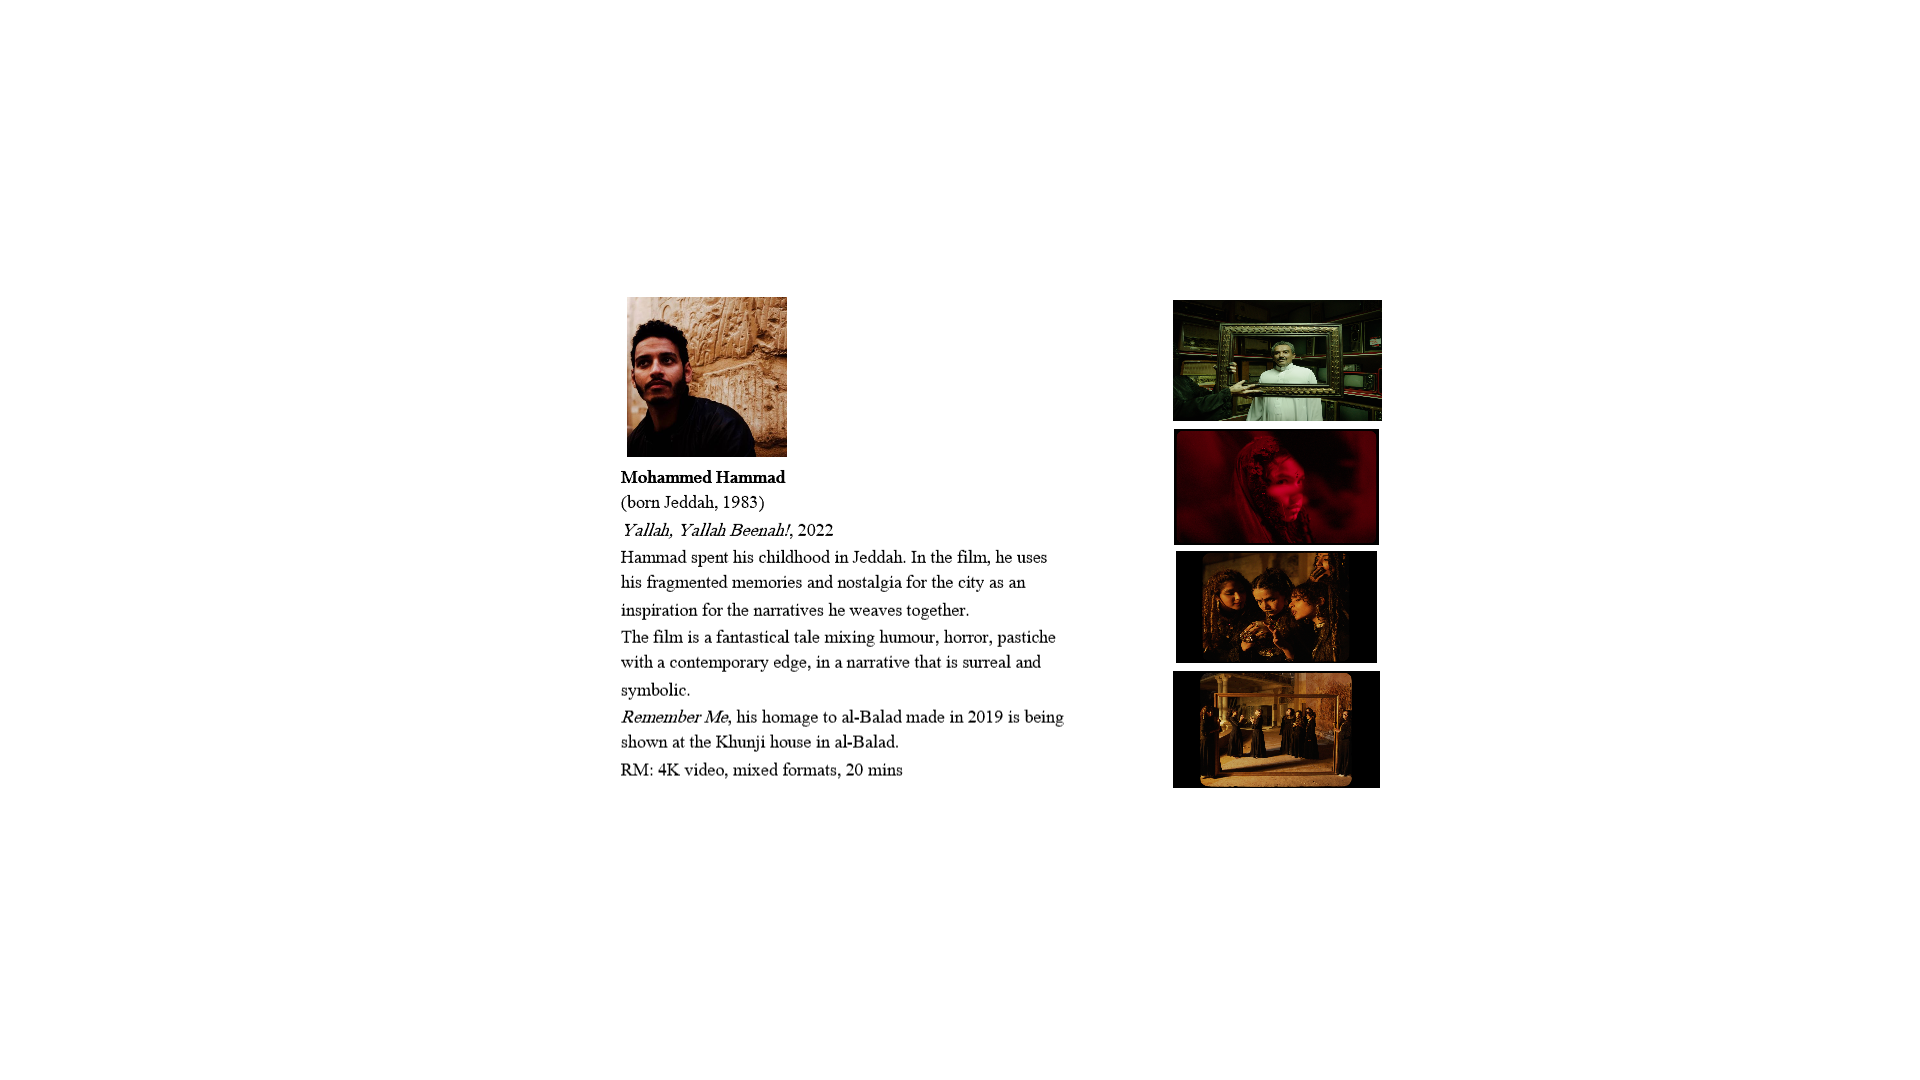 Mohammed Hammad
(born Jeddah, 1983)
Yallah, Yallah Beenah!, 2022
Hammad spent his childhood in Jeddah. In the film, he uses
his fragmented memories and nostalgia for the city as an
inspiration for the narratives he weaves together.
The film is a fantastical tale mixing humour, horror, pastiche
with a contemporary edge, in a narrative that is surreal and
symbolic.
Remember Me, his homage to al-Balad made in 2019 is being
shown at the Khunji house in al-Balad.
RM: 4K video, mixed formats, 20 mins